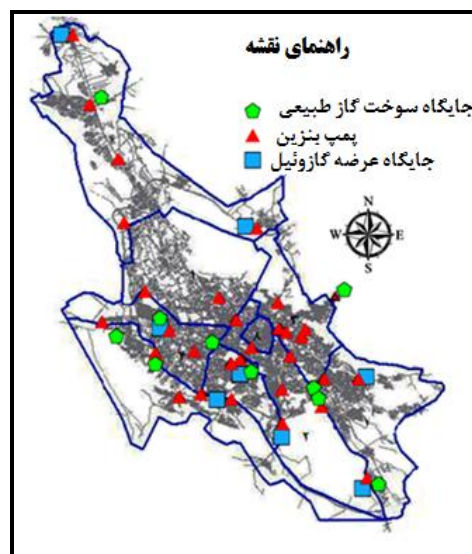 راهنمای نقشه
جایگاه سوخت گاز طبیعی
پمپ بنزین
جایگاه عرضه گازوئیل
N
W E
S